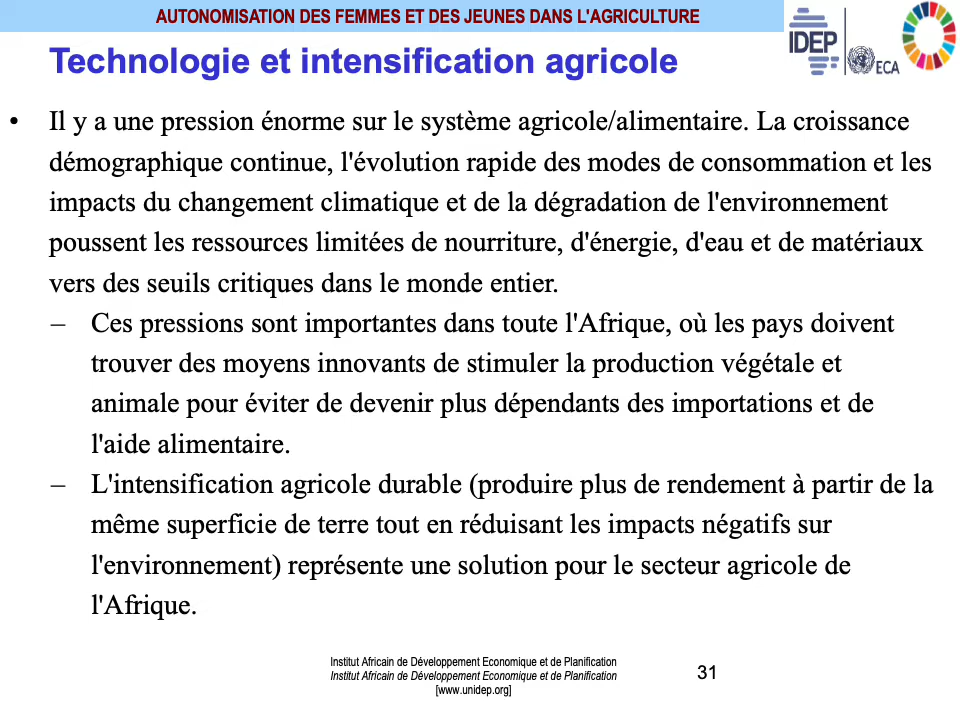 AUTONOMISATION DES FEMMES ET DES JEUNES DANS L'AGRICULTURE
Technologie et intensification agricole
IDEP
ECA
• Il y a une pression énorme sur le système agricole/alimentaire. La croissance
démographique continue, l'évolution rapide des modes de consommation et les
impacts du changement climatique et de la dégradation de l'environnement
poussent les ressources limitées de nourriture, d'énergie, d'eau et de matériaux
vers des seuils critiques dans le monde entier.
– Ces pressions sont importantes dans toute l'Afrique, où les pays doivent
trouver des moyens innovants de stimuler la production végétale et
animale pour éviter de devenir plus dépendants des importations et de
l'aide alimentaire.
– L'intensification agricole durable (produire plus de rendement à partir de la
même superficie de terre tout en réduisant les impacts négatifs sur
l'environnement) représente une solution pour le secteur agricole de
l'Afrique.
Institut Africain de Développement Economique et de Planification
Institut Africain de Développement Economique et de Planification
[www.unidep.org]
31